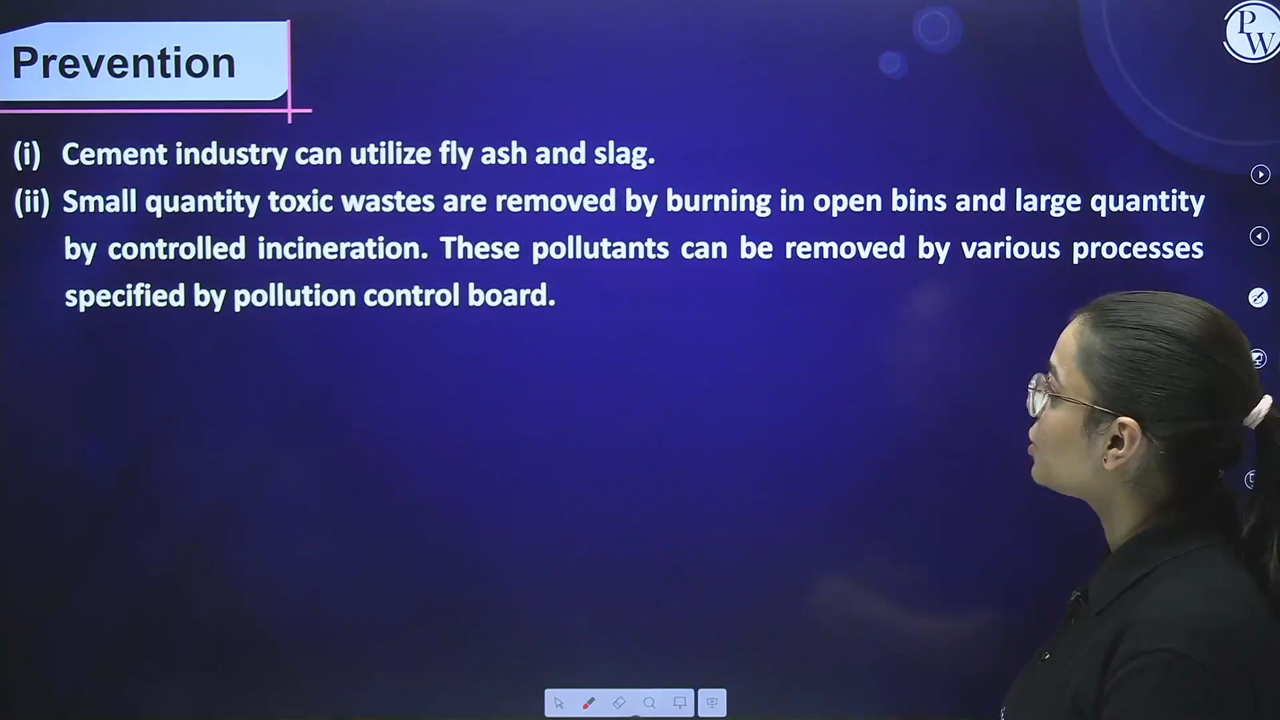 Prevention
PW
(i) Cement industry can utilize fly ash and slag.
(ii) Small quantity toxic wastes are removed by burning in open bins and large quantity
by controlled incineration. These pollutants can be removed by various processes
specified by pollution control board.